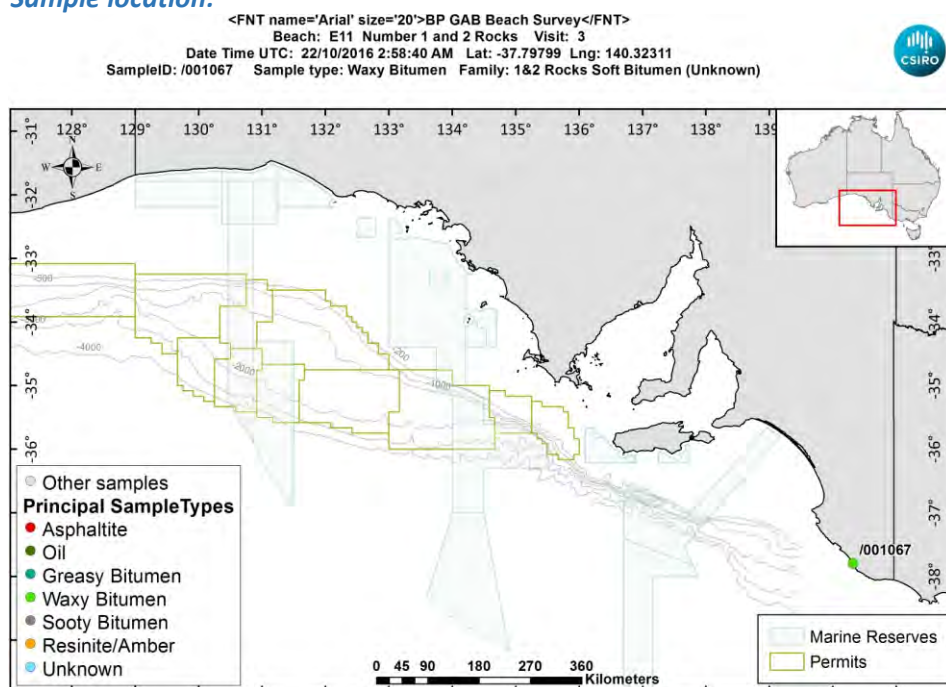 Sample location:
<FNT name='Arial' size='20'>BP GAB Beach Survey</FNT>
Beach: E11 Number 1 and 2 Rocks Visit: 3
Date Time UTC: 22/10/2016 2:58:40 AM Lat: -37.79799 Lng: 140.32311
SampleID: /001067 Sample type: Waxy Bitumen Family: 1&2 Rocks Soft Bitumen (Unknown)
CSIRO
128° 129° 130° 131° 132° 133° 134° 135° 136° 137° 138° 139
-31°
-32°
-33°
-34°
-35°
-36°
-37°
-38°
N
W E
S
-33°
-34°
-35°
-36°
-37°
-38°
-200
-1000
-2000
-4000
/001067
Other samples
Principal SampleTypes
Asphaltite
Oil
Greasy Bitumen
Waxy Bitumen
Sooty Bitumen
Resinite/Amber
Unknown
0 45 90 180 270 360
Kilometers
Marine Reserves
Permits